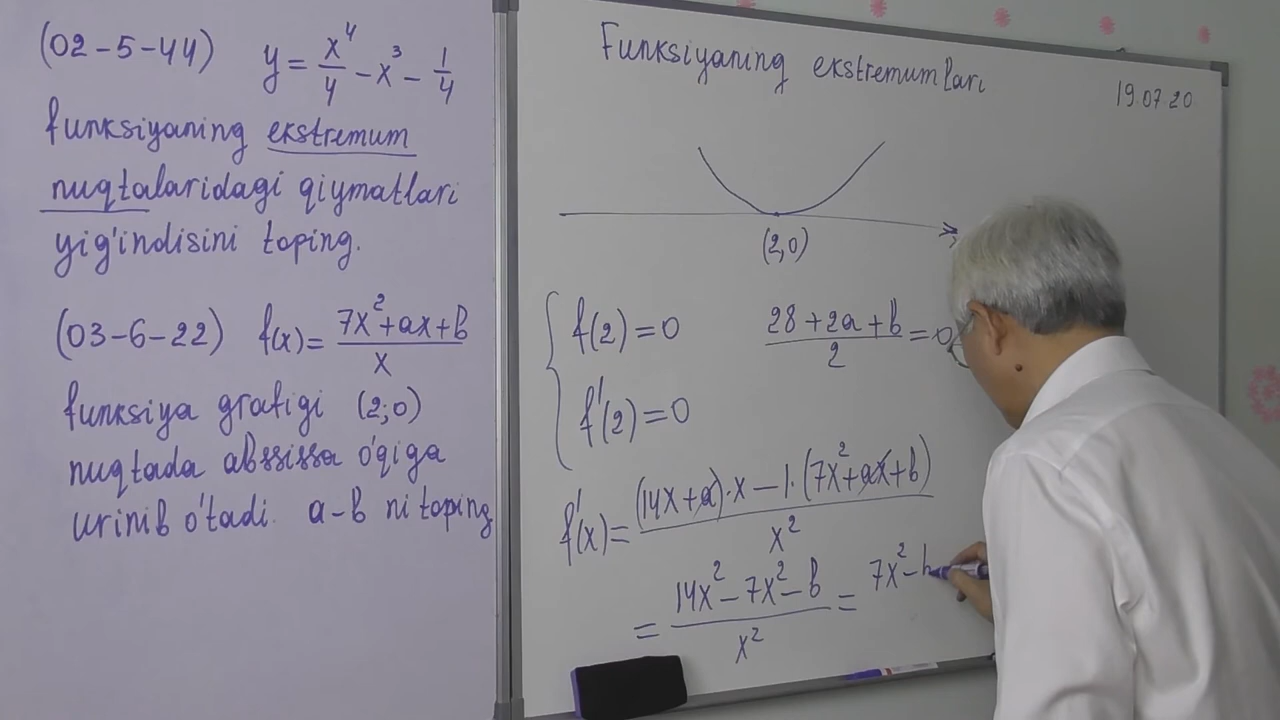 (02-5-44) y = x⁴/4 - x³ - 1/4
funksiyaning ekstremum
nuqtalaridagi qiymatlari
yig'indisini toping.
(03-6-22) f(x) = (7x²+ax+b)/x
funksiya grafigi (2;0)
nuqtada abssissa o'qiga
urinib o'tadi. a-b ni toping
Funksiyaning ekstremumlari
19.07.20
(2,0)
f(2)=0
(28+2a+b)/2 = 0
f'(2)=0
f'(x) = ((14x+a)·x - 1·(7x²+ax+b))/x²
= (14x² - 7x² - b)/x² = 7x² - b